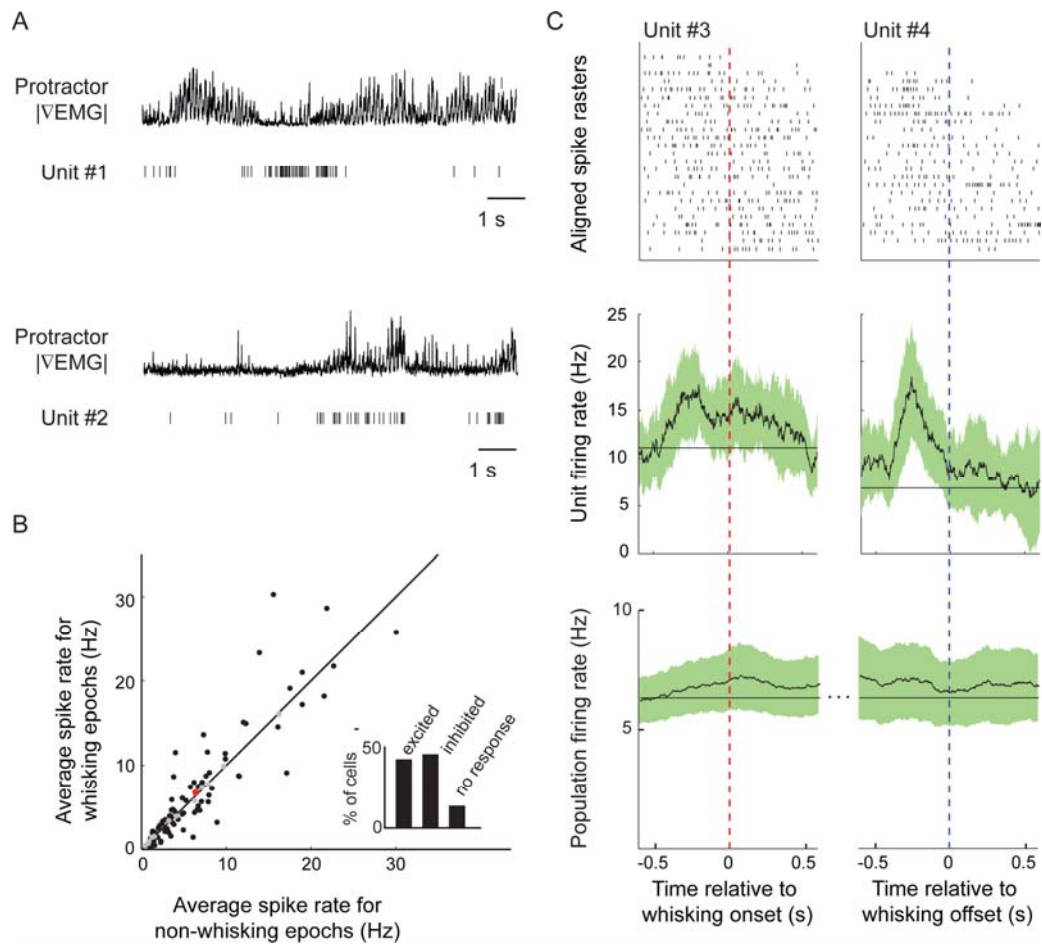 A
Protractor
|∇EMG|
Unit #1
1 s
Protractor
|∇EMG|
Unit #2
1 s
B
Average spike rate for
whisking epochs (Hz)
30
20
10
0
0
10
20
30
Average spike rate for
non-whisking epochs (Hz)
% of cells
50
0
excited
inhibited
no response
C
Unit #3
Unit #4
Aligned spike rasters
Unit firing rate (Hz)
25
20
15
10
5
0
Population firing rate (Hz)
10
5
...
-0.5
0
0.5
-0.5
0
0.5
Time relative to
whisking onset (s)
Time relative to
whisking offset (s)